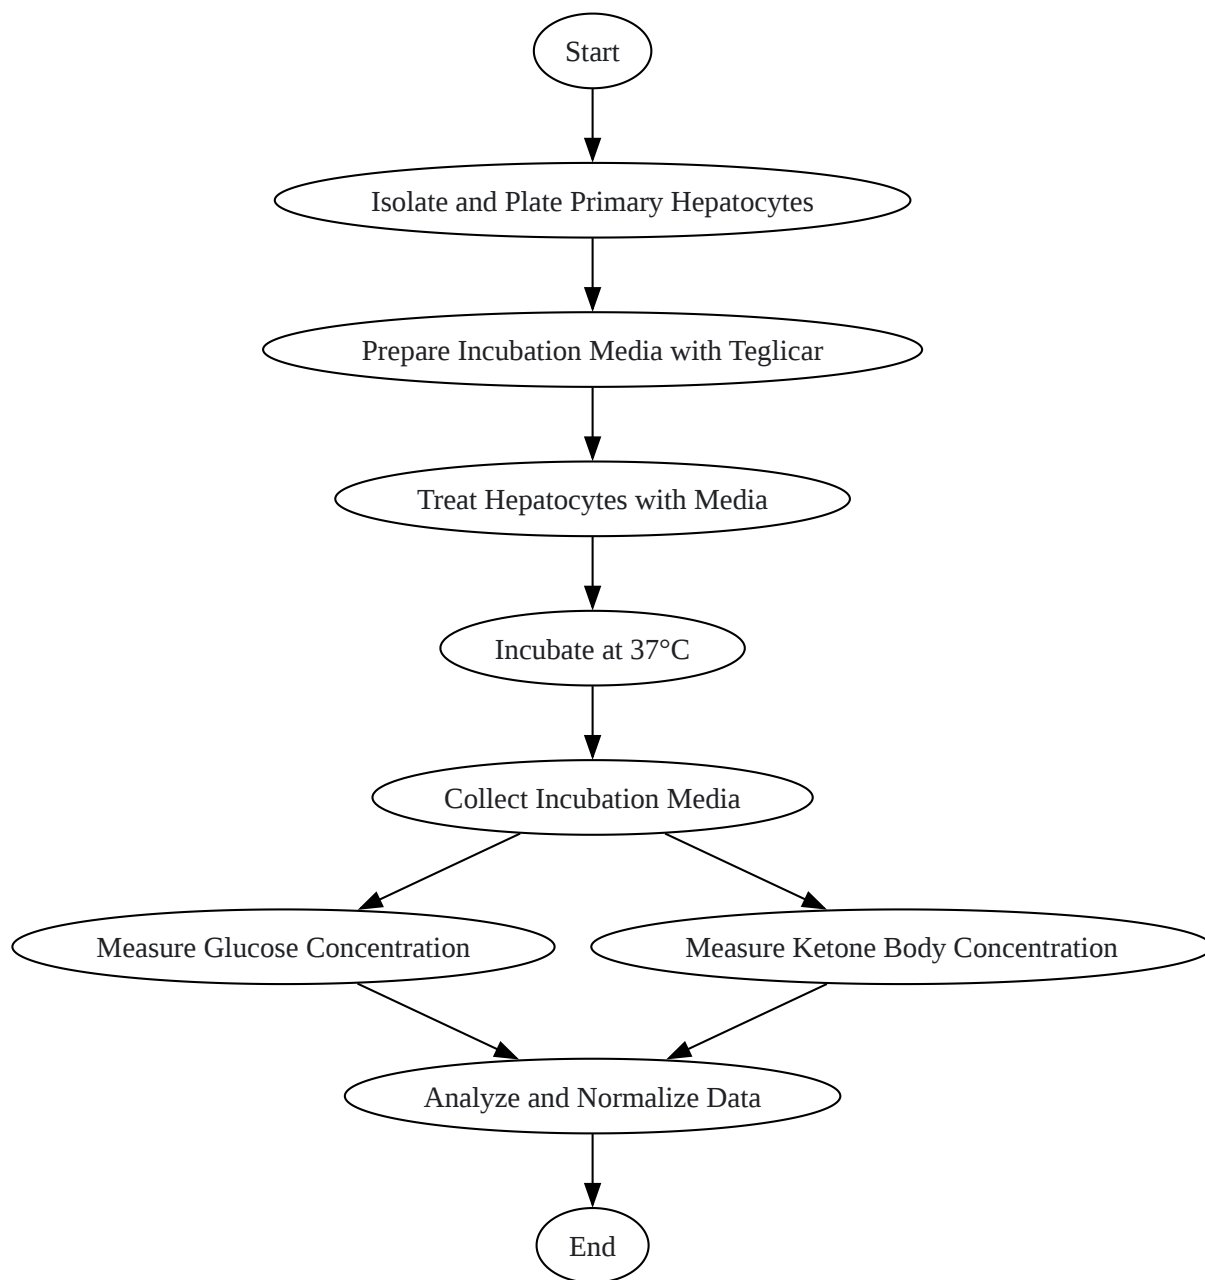 Start
Isolate and Plate Primary Hepatocytes
Prepare Incubation Media with Teglicar
Treat Hepatocytes with Media
Incubate at 37°C
Collect Incubation Media
Measure Glucose Concentration
Measure Ketone Body Concentration
Analyze and Normalize Data
End